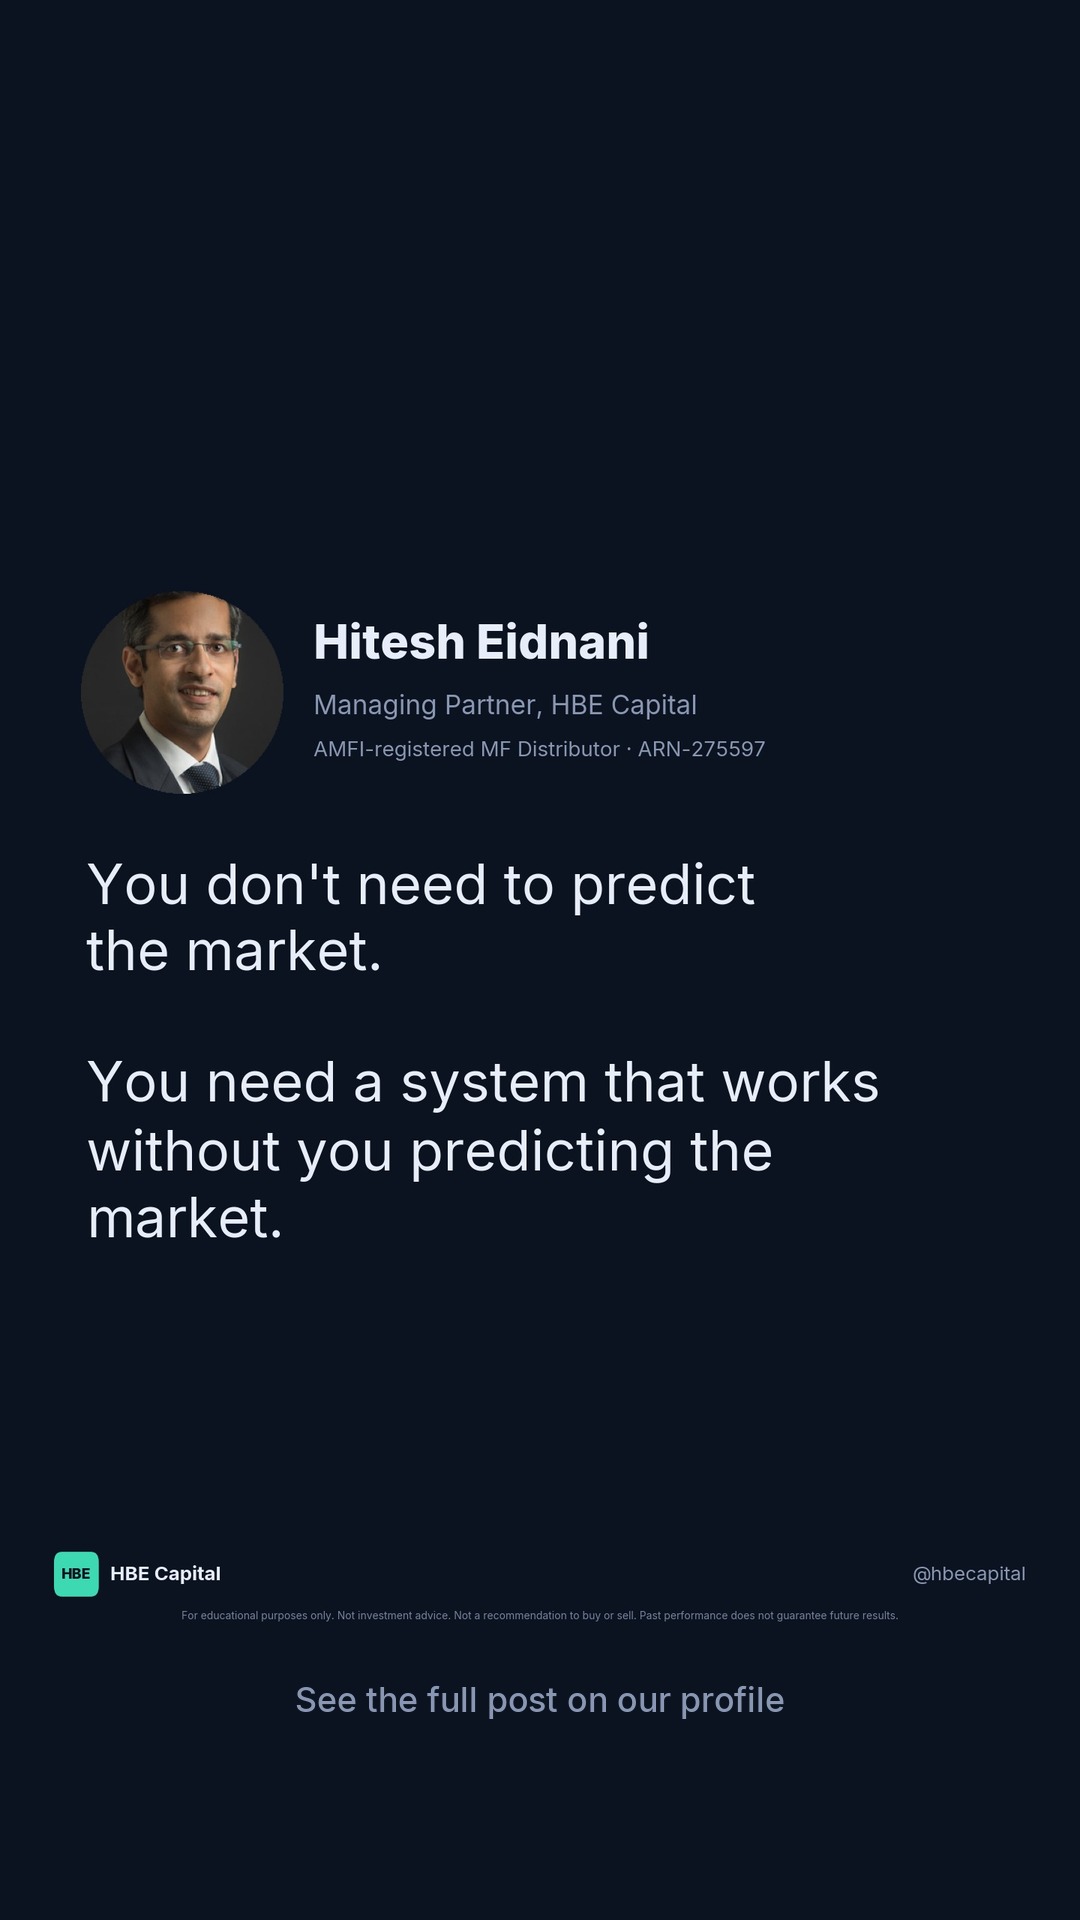 Hitesh Eidnani
Managing Partner, HBE Capital
AMFI-registered MF Distributor · ARN-275597
You don't need to predict
the market.
You need a system that works
without you predicting the
market.
HBE HBE Capital @hbecapital
For educational purposes only. Not investment advice. Not a recommendation to buy or sell. Past performance does not guarantee future results.
See the full post on our profile